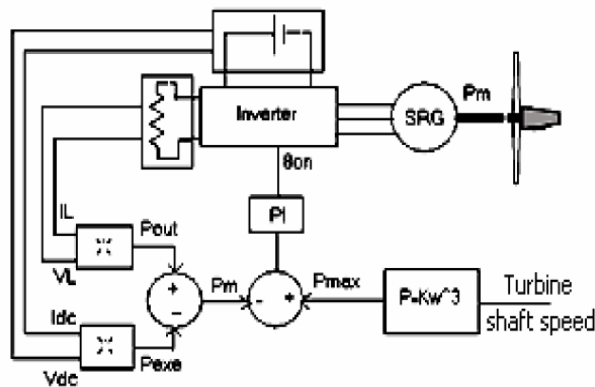 Inverter
SRG
Pm
θon
PI
IL
Pout
VL
Pm
Pmax
P=Kw^3
Turbine
shaft speed
Idc
Pexe
Vdc